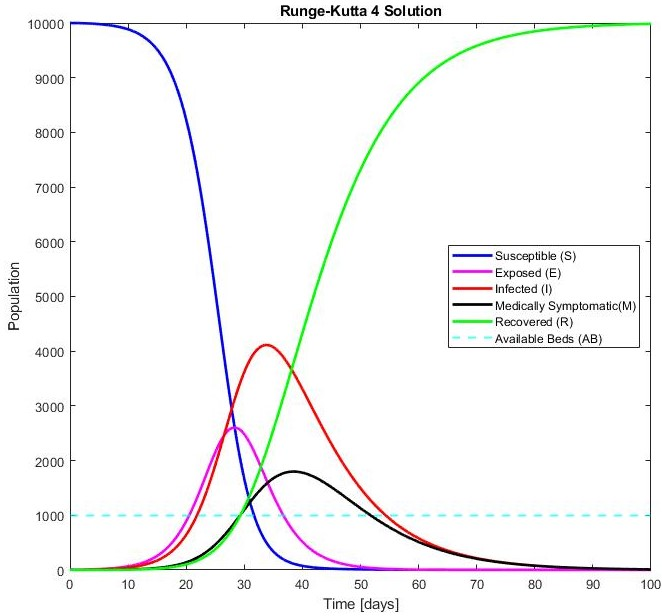 Runge-Kutta 4 Solution
10000
9000
8000
7000
6000
5000
4000
3000
2000
1000
0
Population
Susceptible (S)
Exposed (E)
Infected (I)
Medically Symptomatic(M)
Recovered (R)
Available Beds (AB)
0 10 20 30 40 50 60 70 80 90 100
Time [days]